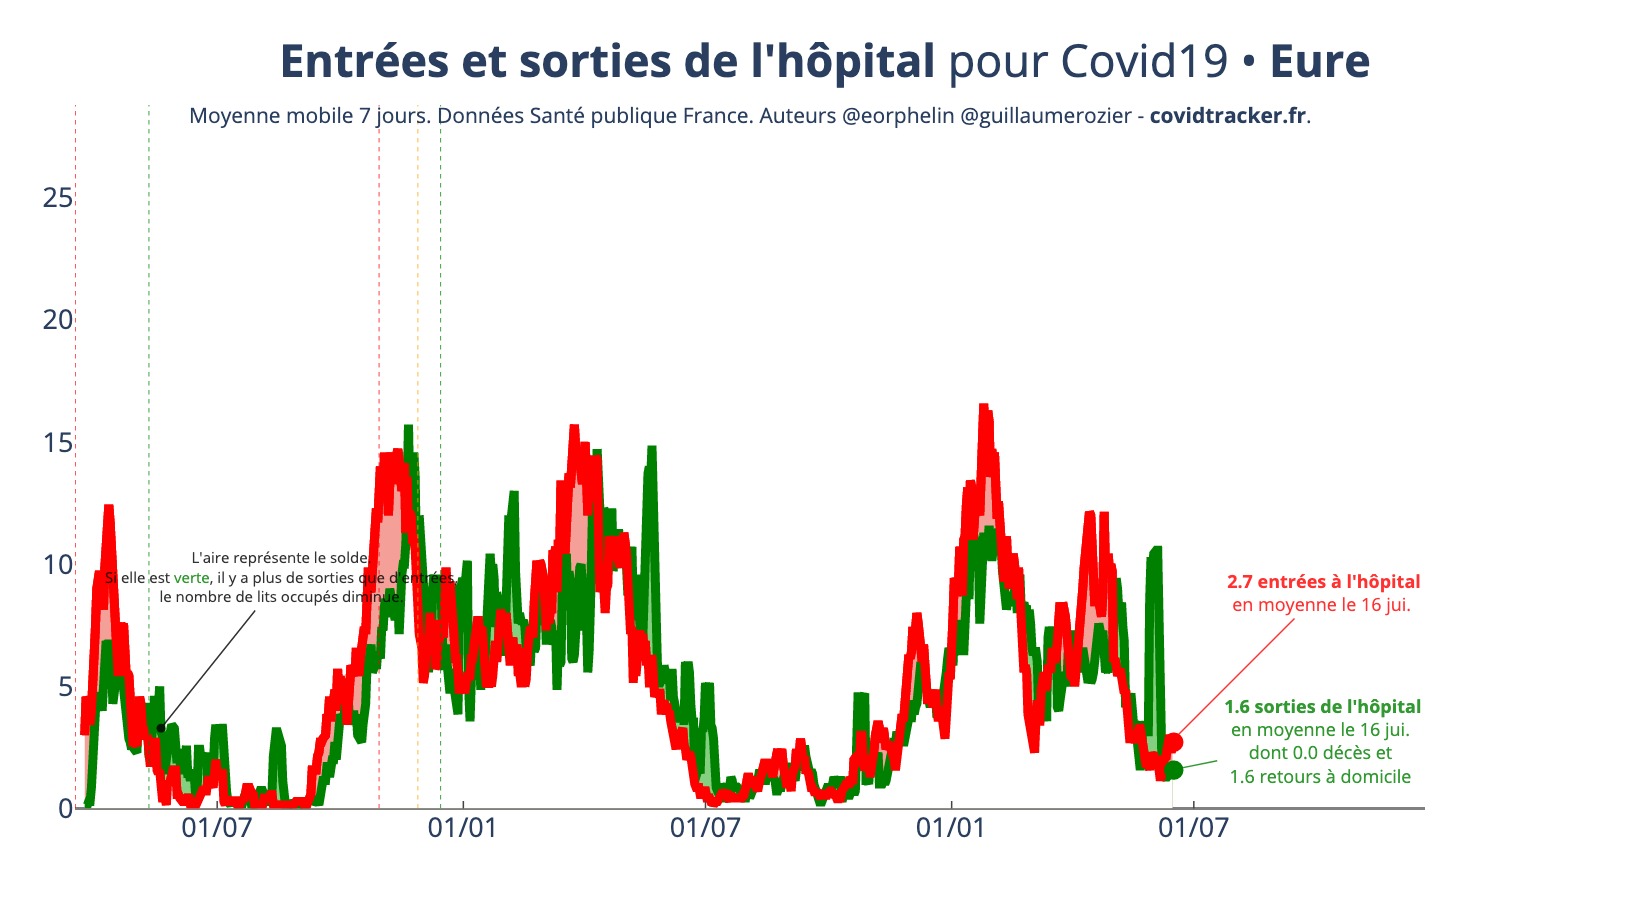 Entrées et sorties de l'hôpital pour Covid19 • Eure
Moyenne mobile 7 jours. Données Santé publique France. Auteurs @eorphelin @guillaumerozier - covidtracker.fr.
25
20
15
10
5
0
L'aire représente le solde.
Si elle est verte, il y a plus de sorties que d'entrées,
le nombre de lits occupés diminue.
2.7 entrées à l'hôpital
en moyenne le 16 jui.
1.6 sorties de l'hôpital
en moyenne le 16 jui.
dont 0.0 décès et
1.6 retours à domicile
01/07 01/01 01/07 01/01 01/07